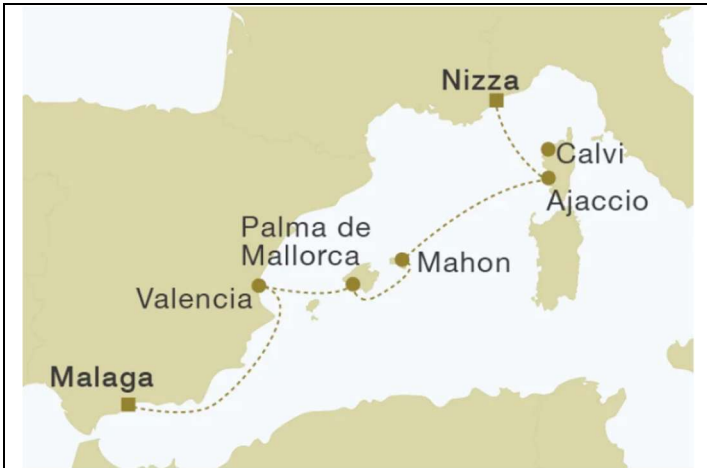 Nizza
Calvi
Ajaccio
Palma de
Mallorca
Mahon
Valencia
Malaga